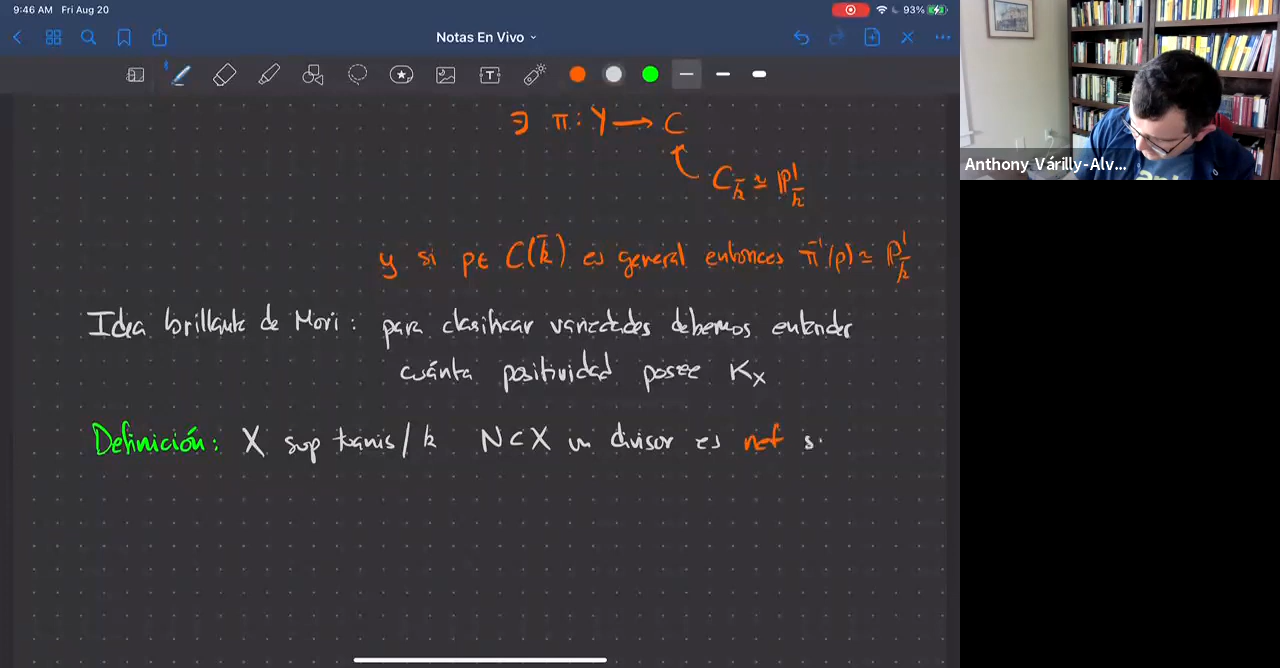 9:46 AM Fri Aug 20
93%
Notas En Vivo
Anthony Várilly-Alv...
∃ π: Y → C
C_k̄ ≃ ℙ¹_k̄
y si p∈ C(k̄) es general entonces π⁻¹(p) ≃ ℙ¹_k̄
Idea brillante de Mori: para clasificar variedades debemos entender
cuánta positividad posee K_X
Definición: X sup /k N⊂X un divisor es nef s